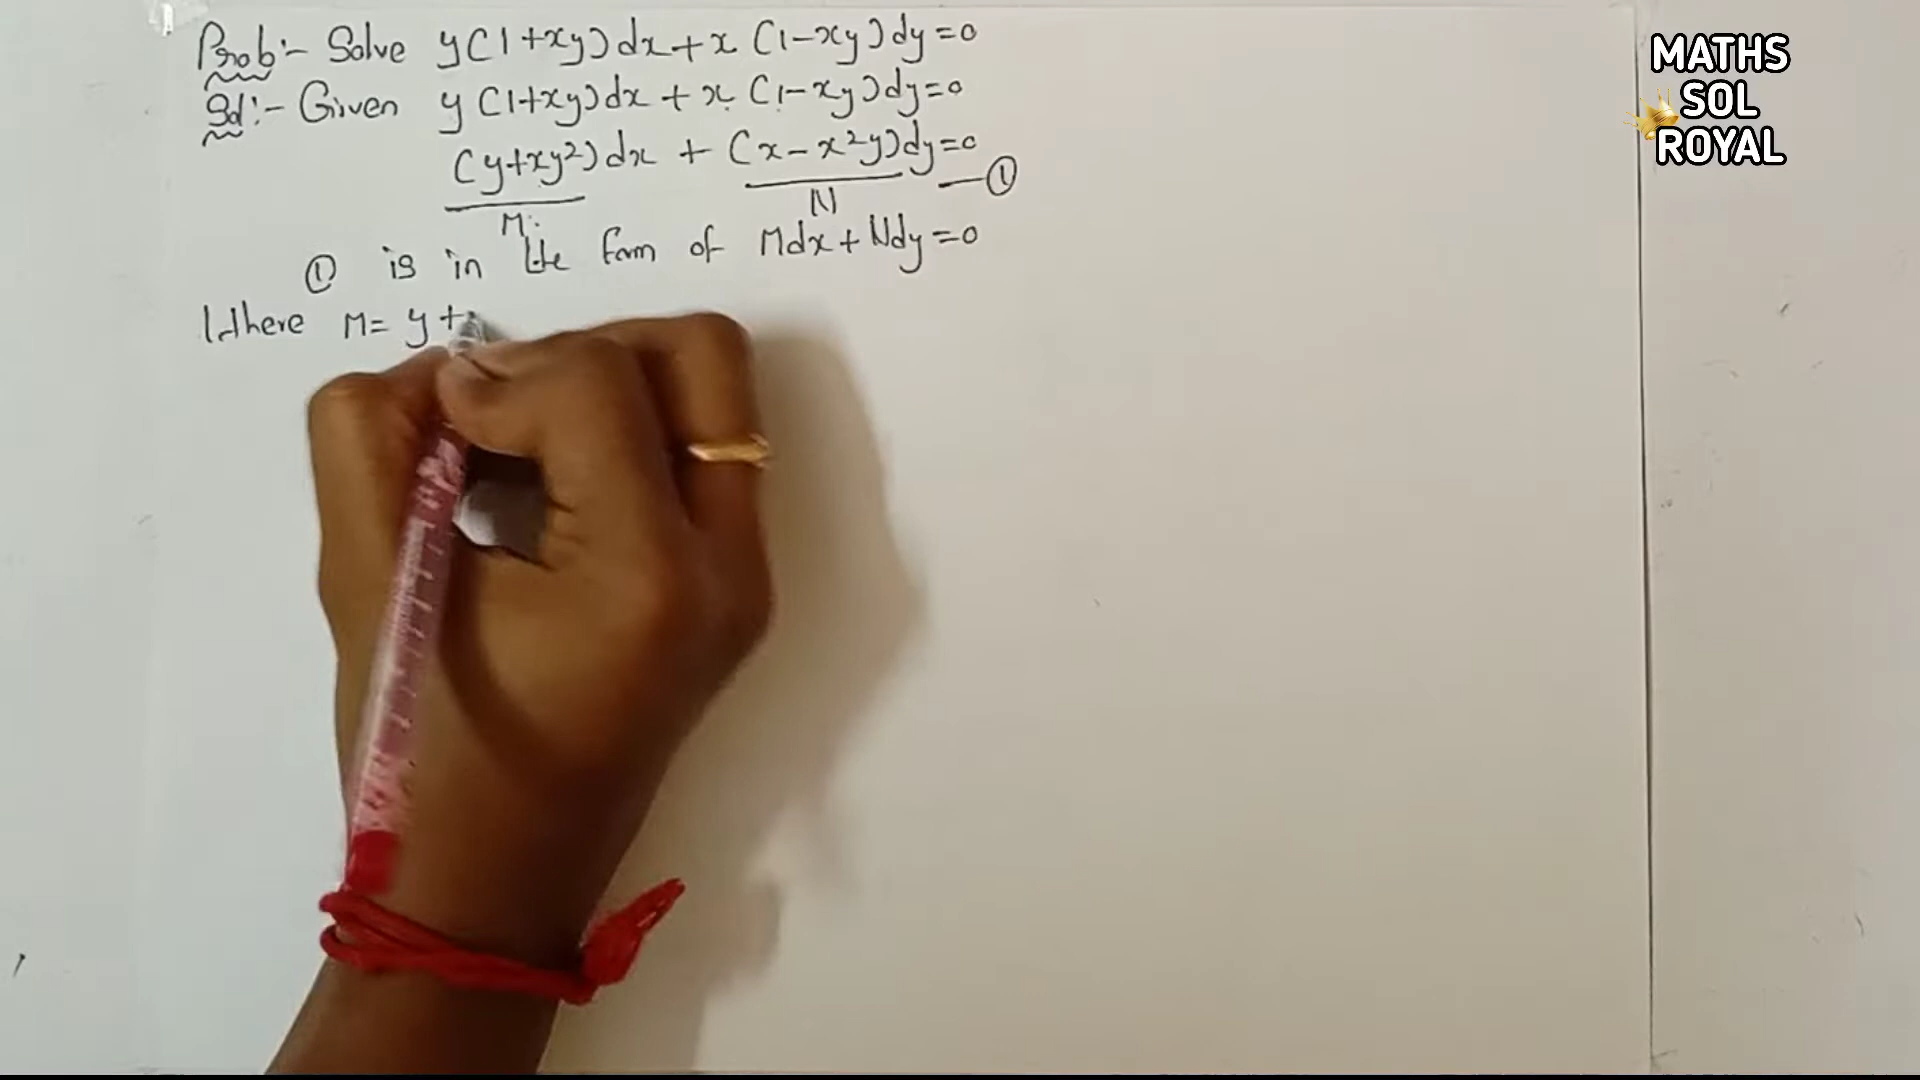 Prob:- Solve y(1+xy)dx+x(1-xy)dy=0
Sol:- Given y(1+xy)dx+x(1-xy)dy=0
(y+xy²)dx + (x-x²y)dy=0 —①
M N
① is in the form of Mdx+Ndy=0
Where M= y+
MATHS
SOL
ROYAL